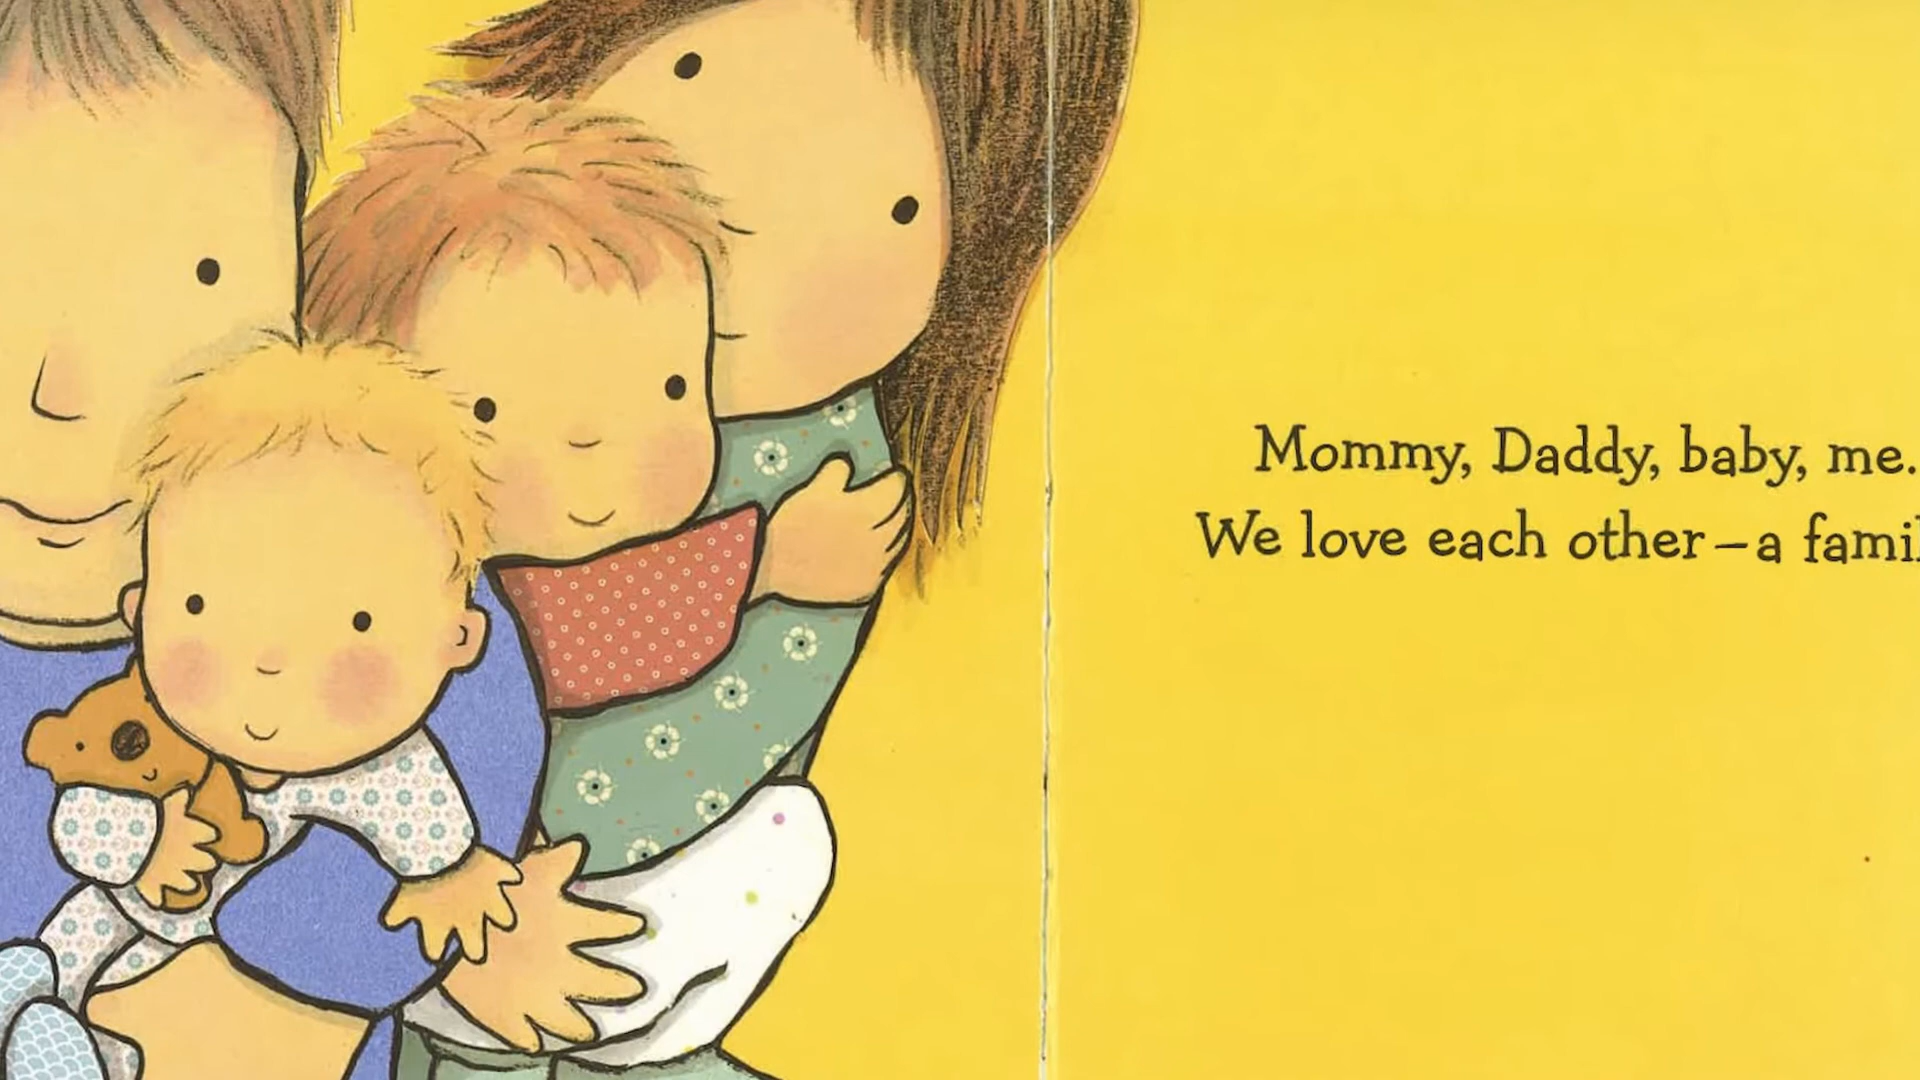 Mommy, Daddy, baby, me.
We love each other—a